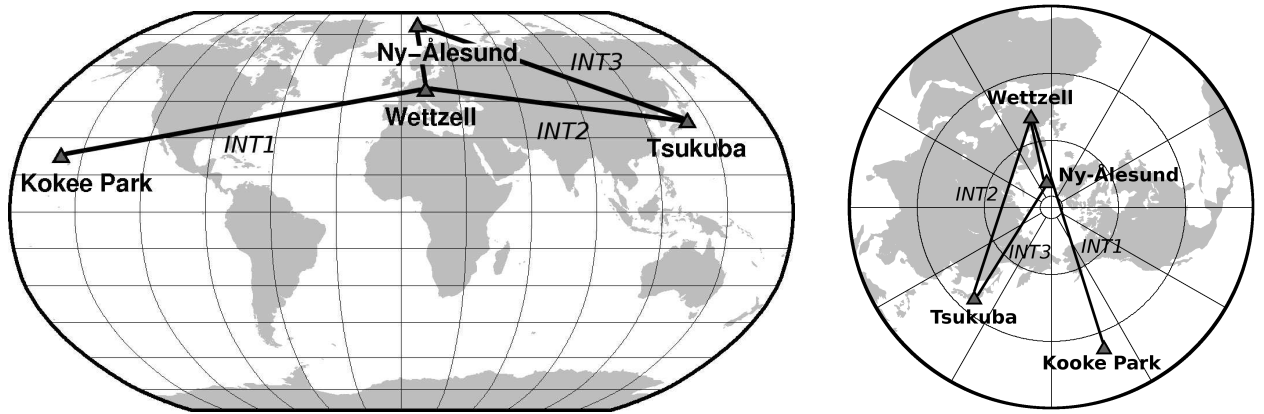 Ny–Ålesund
INT3
Wettzell
INT2
INT1
Tsukuba
Kokee Park
Wettzell
Ny-Ålesund
INT2
INT3
INT1
Tsukuba
Kooke Park